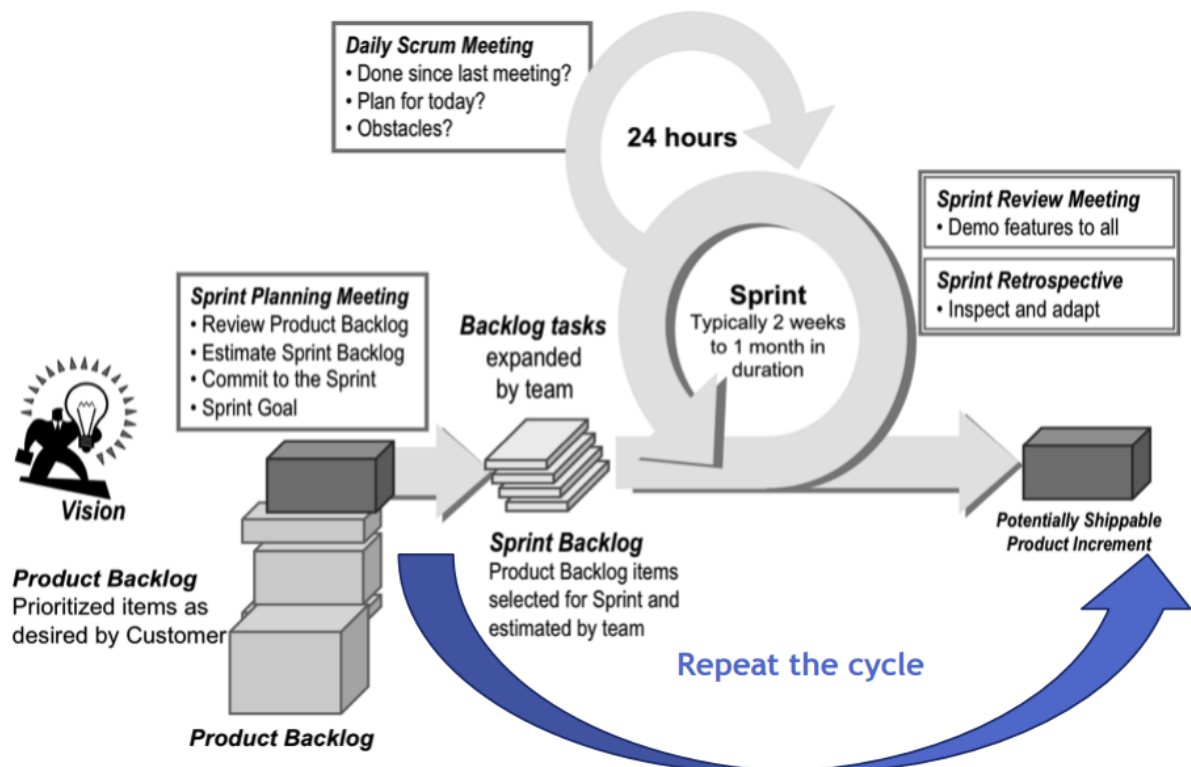 Daily Scrum Meeting
• Done since last meeting?
• Plan for today?
• Obstacles?
24 hours
Sprint Review Meeting
• Demo features to all
Sprint Retrospective
• Inspect and adapt
Sprint
Typically 2 weeks
to 1 month in
duration
Sprint Planning Meeting
• Review Product Backlog
• Estimate Sprint Backlog
• Commit to the Sprint
• Sprint Goal
Backlog tasks
expanded
by team
Vision
Potentially Shippable
Product Increment
Sprint Backlog
Product Backlog items
selected for Sprint and
estimated by team
Product Backlog
Prioritized items as
desired by Customer
Repeat the cycle
Product Backlog